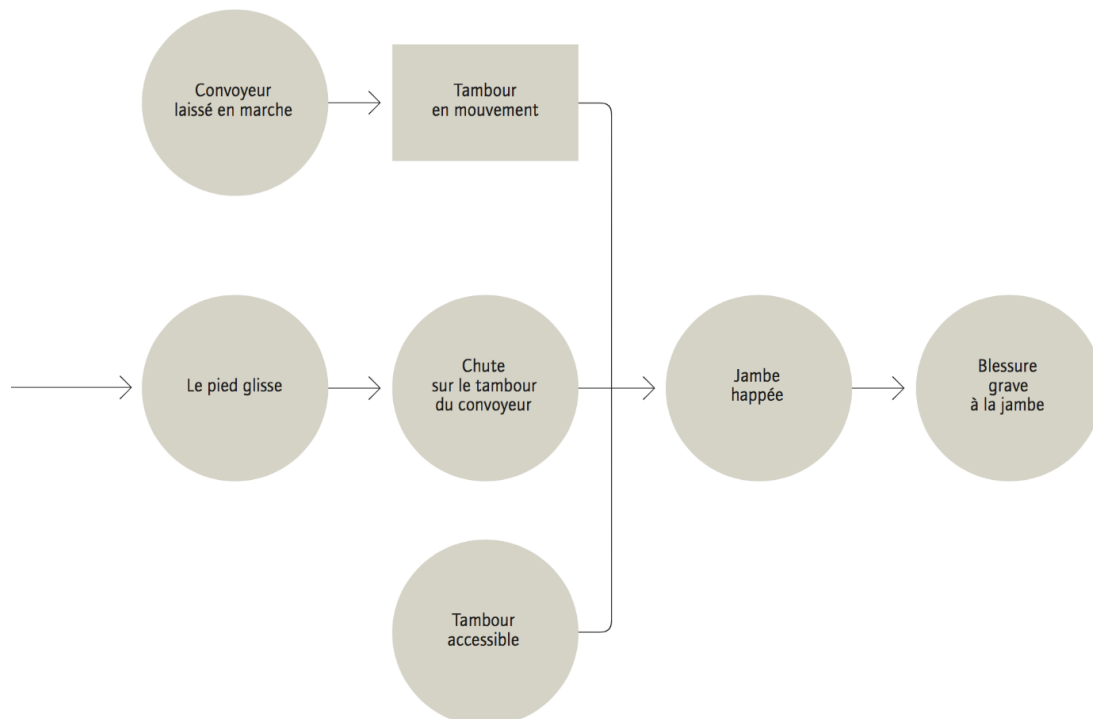 Convoyeur
laissé en marche
Tambour
en mouvement
Le pied glisse
Chute
sur le tambour
du convoyeur
Jambe
happée
Blessure
grave
à la jambe
Tambour
accessible